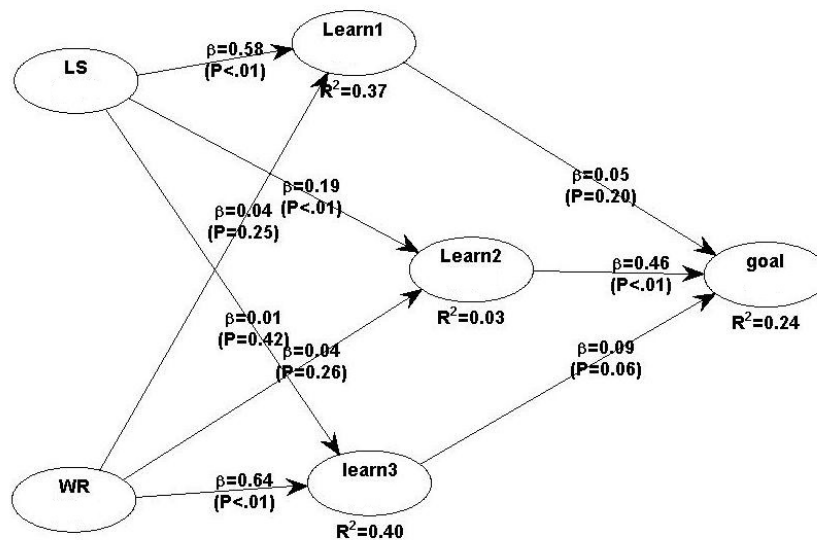 Learn1
β=0.58
(P<.01)
LS
R²=0.37
β=0.19
(P<.01)
β=0.05
(P=0.20)
β=0.04
(P=0.25)
Learn2
β=0.46
(P<.01)
goal
R²=0.03
R²=0.24
β=0.01
(P=0.42)
β=0.04
(P=0.26)
β=0.09
(P=0.06)
learn3
WR
β=0.64
(P<.01)
R²=0.40